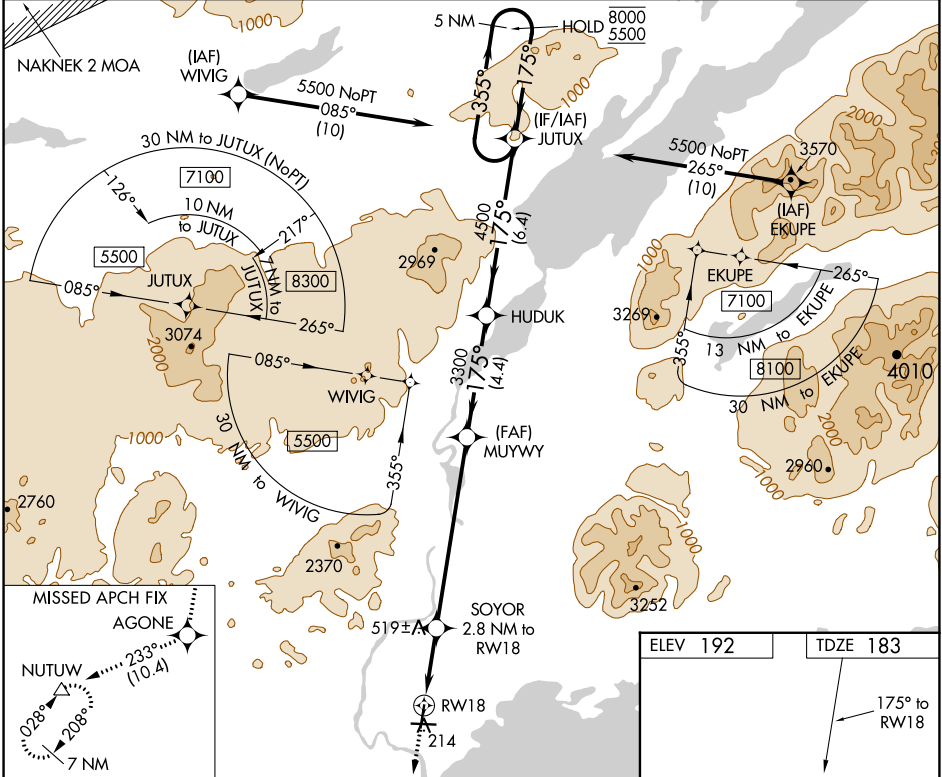 NAKNEK 2 MOA
1000
(IAF)
WIVIG
5500 NoPT
085°
(10)
5 NM
HOLD 8000
5500
355°
175°
1000
(IF/IAF)
JUTUX
5500 NoPT
265°
(10)
3570
2000
(IAF)
EKUPE
30 NM to JUTUX (NoPT)
7100
126°
10 NM
to JUTUX
217°
7 NM to
JUTUX
5500
8300
JUTUX
085°
265°
3074
2000
4500
175°
(6.4)
2969
HUDUK
1000
EKUPE
265°
7100
3269
355°
13 NM to EKUPE
8100
30 NM to EKUPE
4010
2000
2960
1000
085°
WIVIG
5500
355°
30 NM to WIVIG
1000
3300
175°
(4.4)
(FAF)
MUYWY
2760
2370
1000
3252
519±
SOYOR
2.8 NM to
RW18
RW18
214
MISSED APCH FIX
AGONE
233°
(10.4)
NUTUW
028°
208°
7 NM
ELEV 192
TDZE 183
175° to
RW18